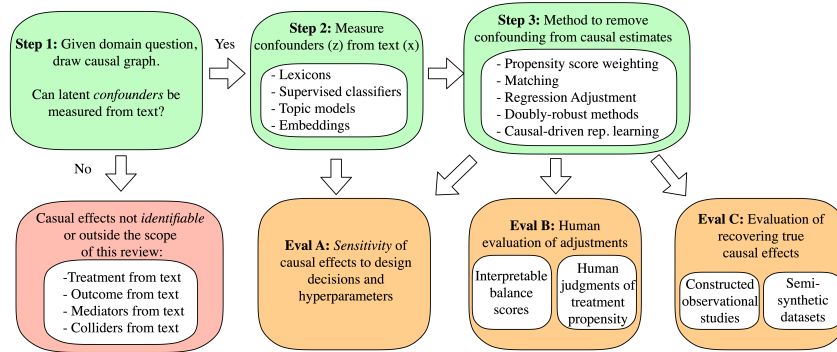 Step 1: Given domain question,
draw causal graph.
Can latent confounders be
measured from text?
Yes
No
Step 2: Measure
confounders (z) from text (x)
- Lexicons
- Supervised classifiers
- Topic models
- Embeddings
Step 3: Method to remove
confounding from causal estimates
- Propensity score weighting
- Matching
- Regression Adjustment
- Doubly-robust methods
- Causal-driven rep. learning
Casual effects not identifiable
or outside the scope
of this review:
-Treatment from text
- Outcome from text
- Mediators from text
- Colliders from text
Eval A: Sensitivity of
causal effects to design
decisions and
hyperparameters
Eval B: Human
evaluation of adjustments
Interpretable
balance
scores
Human
judgments of
treatment
propensity
Eval C: Evaluation of
recovering true
causal effects
Constructed
observational
studies
Semi-
synthetic
datasets